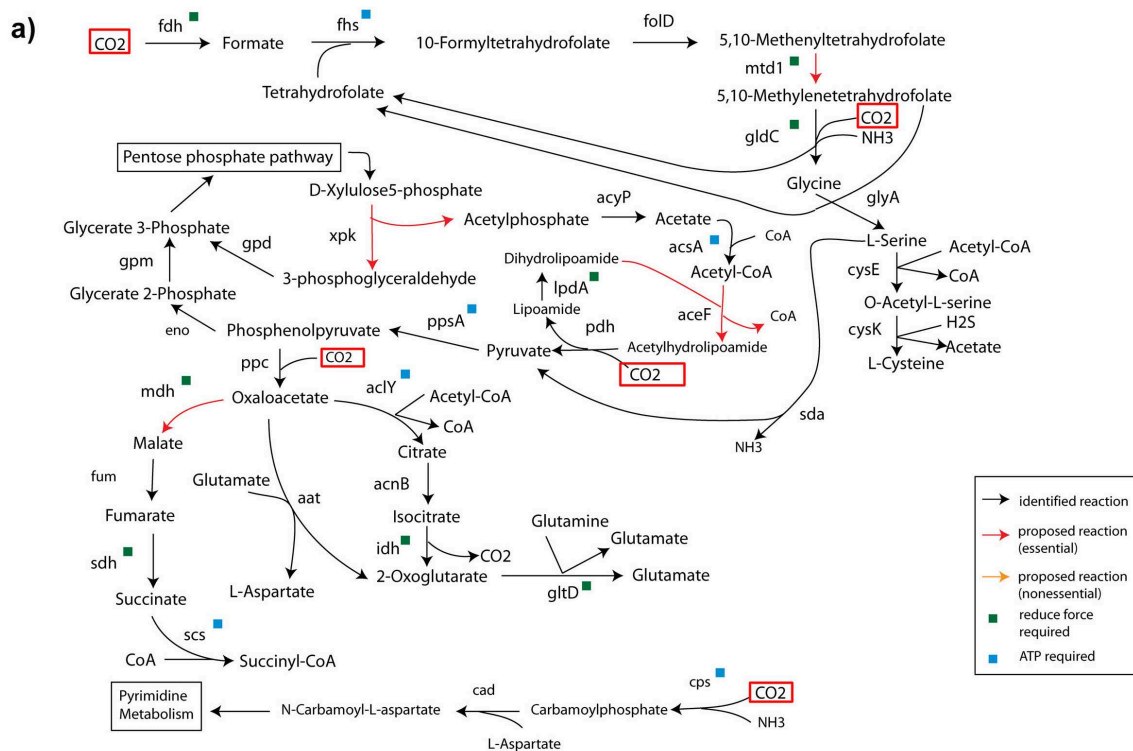 a)
CO2
fdh
Formate
fhs
10-Formyltetrahydrofolate
folD
5,10-Methenyltetrahydrofolate
mtd1
Tetrahydrofolate
5,10-Methylenetetrahydrofolate
CO2
gldC
NH3
Glycine
glyA
Pentose phosphate pathway
D-Xylulose5-phosphate
acyP
Acetylphosphate
Acetate
Glycerate 3-Phosphate
xpk
acsA
CoA
L-Serine
gpd
Acetyl-CoA
gpm
Dihydrolipoamide
Acetyl-CoA
cysE
CoA
3-phosphoglyceraldehyde
lpdA
Glycerate 2-Phosphate
Lipoamide
aceF
CoA
O-Acetyl-L-serine
eno
Phosphenolpyruvate
ppsA
pdh
cysK
H2S
Acetate
Pyruvate
Acetylhydrolipoamide
L-Cysteine
ppc
CO2
CO2
mdh
aclY
Oxaloacetate
Acetyl-CoA
CoA
sda
Malate
Citrate
NH3
fum
Glutamate
aat
acnB
Fumarate
Isocitrate
Glutamine
Glutamate
idh
CO2
sdh
2-Oxoglutarate
gltD
Glutamate
L-Aspartate
Succinate
scs
CoA
Succinyl-CoA
identified reaction
proposed reaction
(essential)
proposed reaction
(nonessential)
reduce force
required
ATP required
Pyrimidine
Metabolism
N-Carbamoyl-L-aspartate
cad
Carbamoylphosphate
cps
CO2
NH3
L-Aspartate